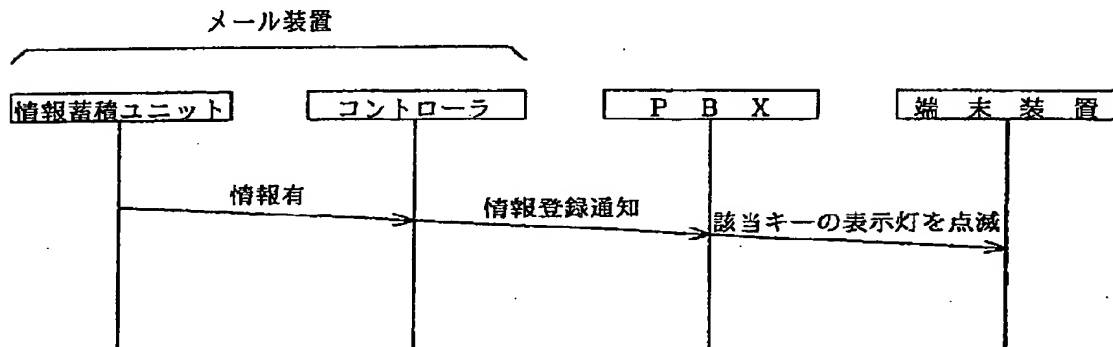 メール装置
情報蓄積ユニット
コントローラ
P B X
端 末 装 置
情報有
情報登録通知
該当キーの表示灯を点滅